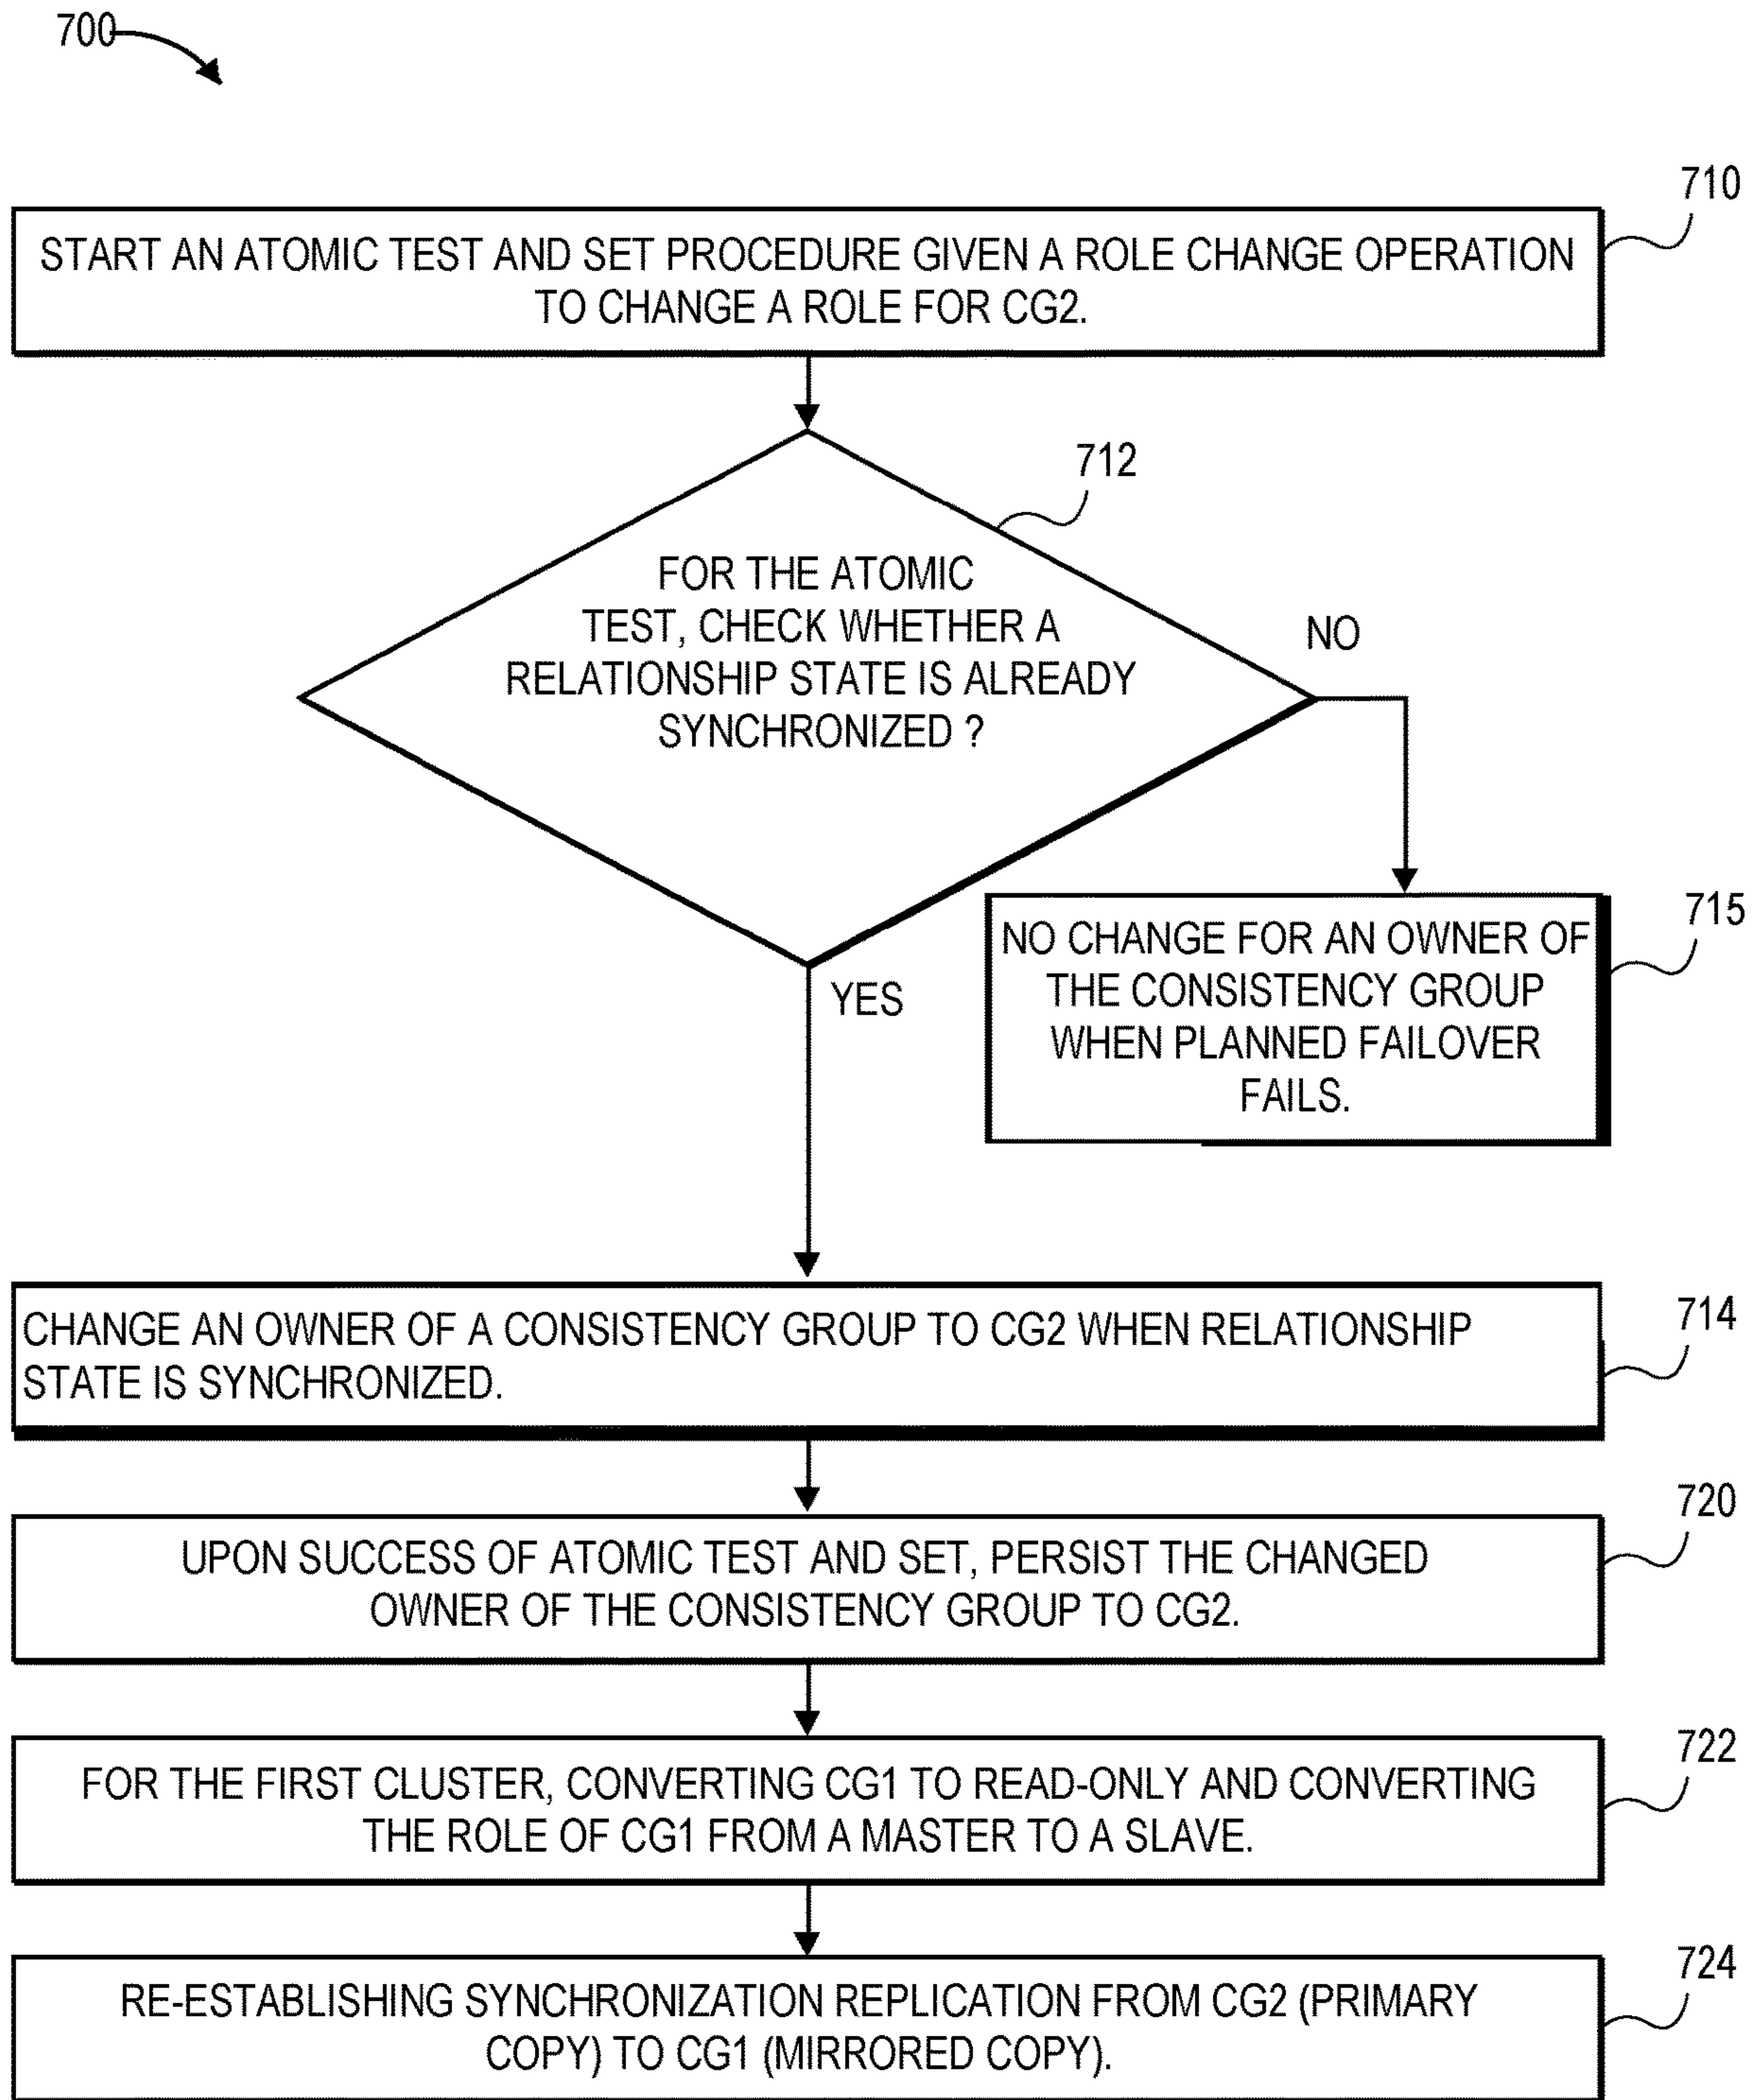 700
710
START AN ATOMIC TEST AND SET PROCEDURE GIVEN A ROLE CHANGE OPERATION
TO CHANGE A ROLE FOR CG2.
712
FOR THE ATOMIC
TEST, CHECK WHETHER A
RELATIONSHIP STATE IS ALREADY
SYNCHRONIZED ?
NO
YES
715
NO CHANGE FOR AN OWNER OF
THE CONSISTENCY GROUP
WHEN PLANNED FAILOVER
FAILS.
714
CHANGE AN OWNER OF A CONSISTENCY GROUP TO CG2 WHEN RELATIONSHIP
STATE IS SYNCHRONIZED.
720
UPON SUCCESS OF ATOMIC TEST AND SET, PERSIST THE CHANGED
OWNER OF THE CONSISTENCY GROUP TO CG2.
722
FOR THE FIRST CLUSTER, CONVERTING CG1 TO READ-ONLY AND CONVERTING
THE ROLE OF CG1 FROM A MASTER TO A SLAVE.
724
RE-ESTABLISHING SYNCHRONIZATION REPLICATION FROM CG2 (PRIMARY
COPY) TO CG1 (MIRRORED COPY).